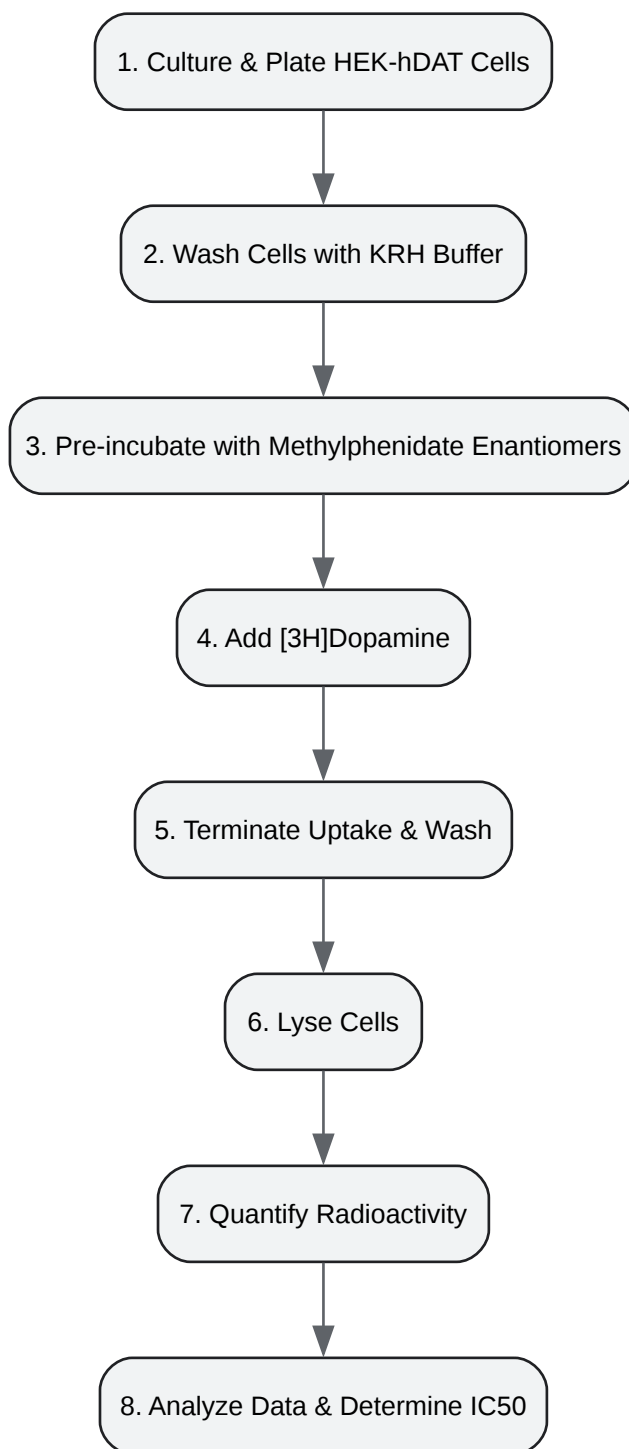 1. Culture & Plate HEK-hDAT Cells
2. Wash Cells with KRH Buffer
3. Pre-incubate with Methylphenidate Enantiomers
4. Add [3H]Dopamine
5. Terminate Uptake & Wash
6. Lyse Cells
7. Quantify Radioactivity
8. Analyze Data & Determine IC50